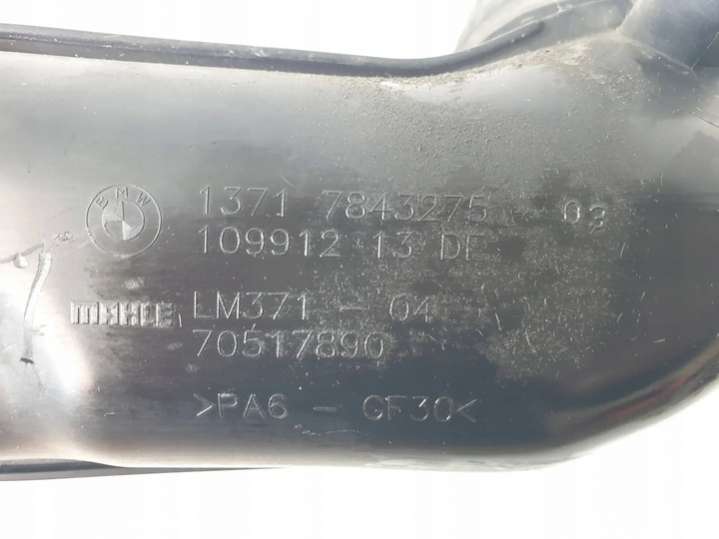 BMW
1371 7843275 03
109912 13 DE
MAHLE LM371 - 04
70517890
>PA6 - GF30<